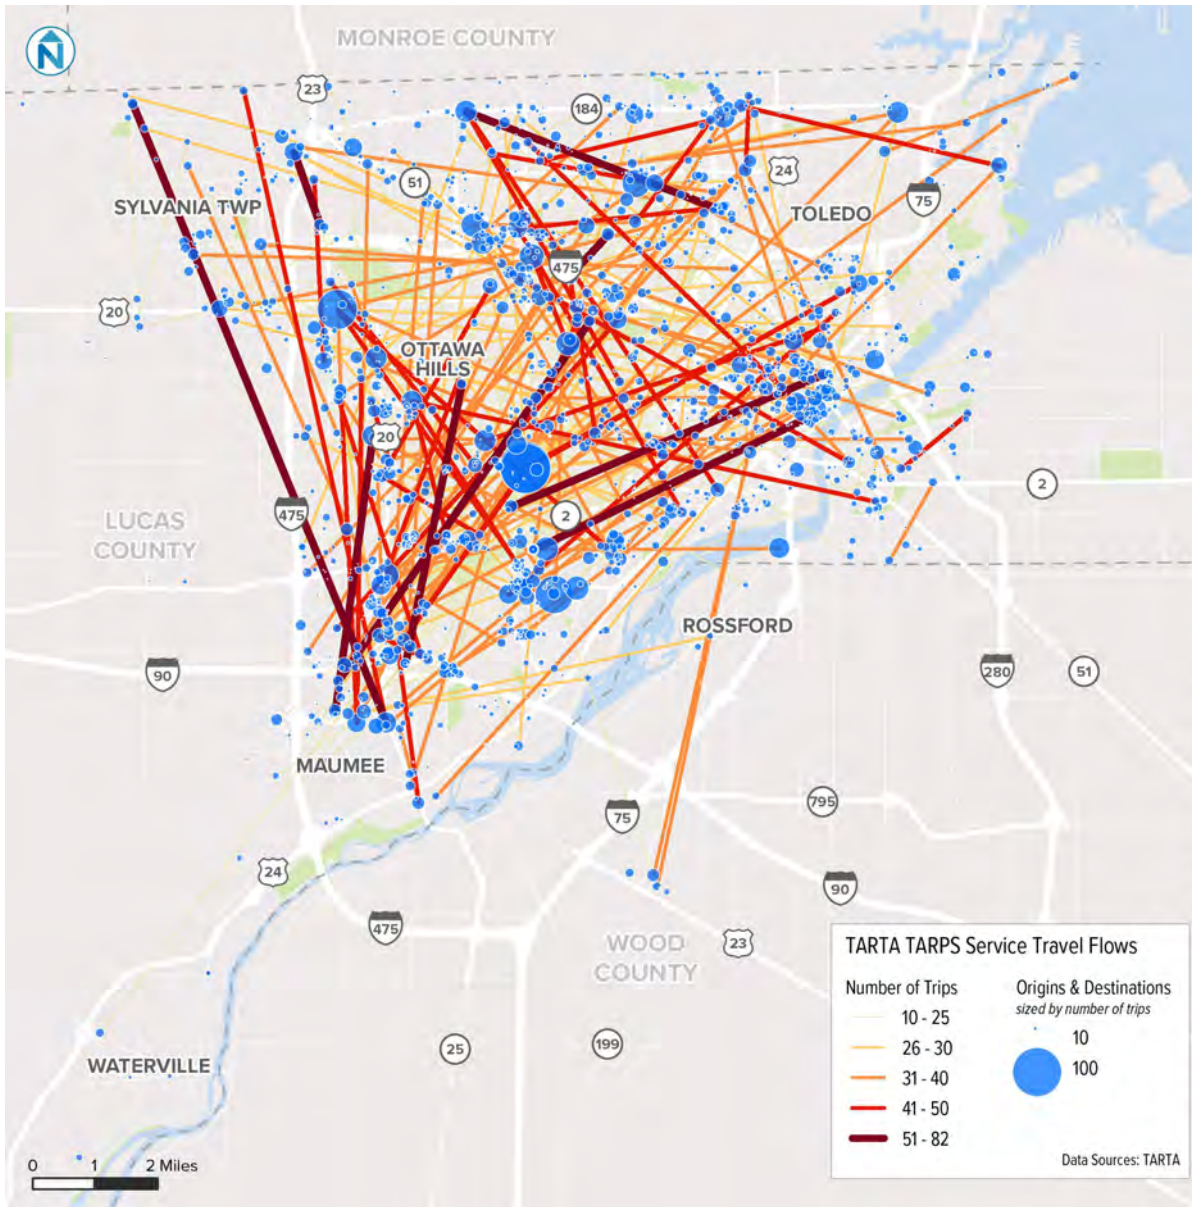 N
MONROE COUNTY
23
184
51
24
SYLVANIA TWP
TOLEDO
75
475
20
OTTAWA
HILLS
20
2
475
2
LUCAS
COUNTY
ROSSFORD
90
280
51
MAUMEE
795
75
24
90
475
WOOD
COUNTY
23
25
199
WATERVILLE
0 1 2 Miles
TARTA TARPS Service Travel Flows
Number of Trips
10 - 25
26 - 30
31 - 40
41 - 50
51 - 82
Origins & Destinations
sized by number of trips
10
100
Data Sources: TARTA